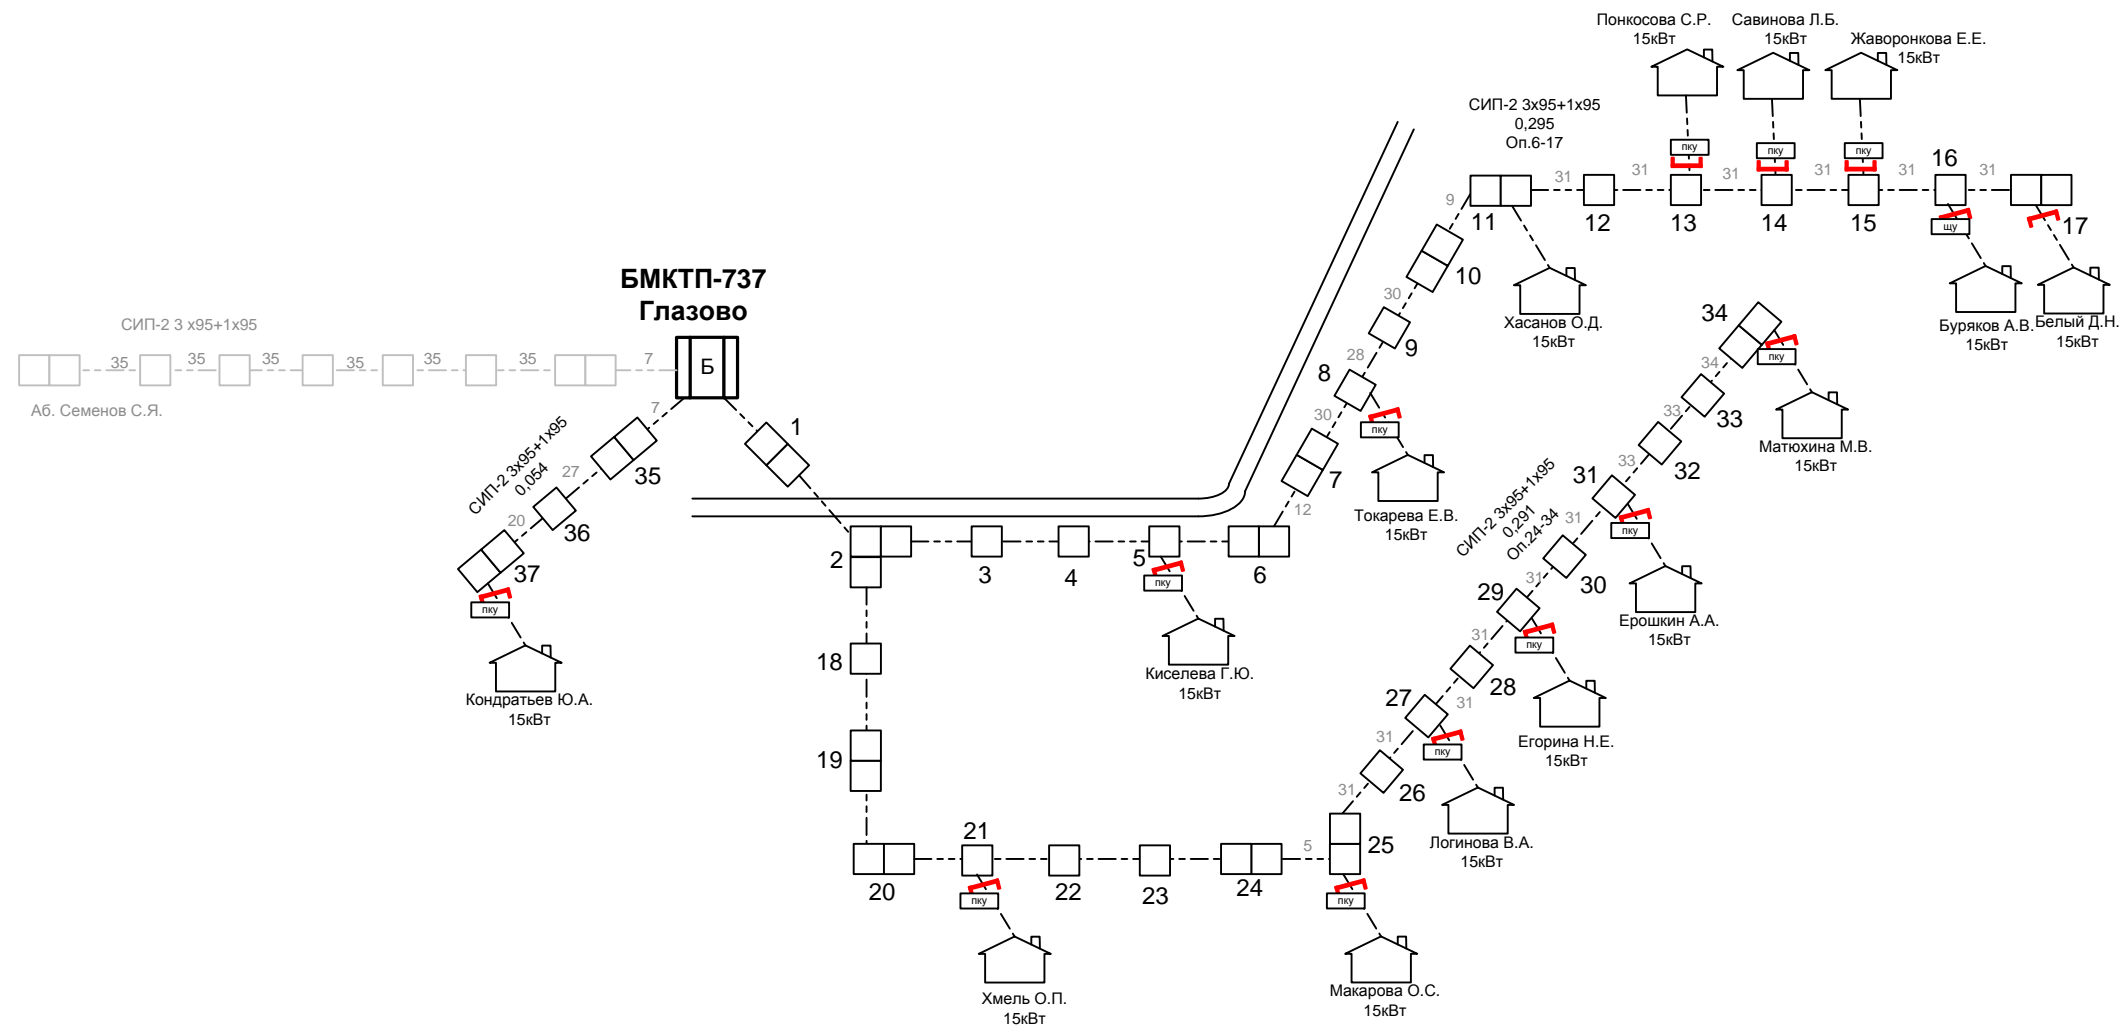 Понкосова С.Р.
15кВт
Савинова Л.Б.
15кВт
Жаворонкова Е.Е.
15кВт
СИП-2 3х95+1х95
0,295
Оп.6-17
пку
пку
пку
16
9
31
31
31
31
31
31
11
12
13
14
15
щу
17
10
Хасанов О.Д.
15кВт
Буряков А.В.
15кВт
Белый Д.Н.
15кВт
БМКТП-737
Глазово
СИП-2 3 х95+1х95
35
35
35
35
35
35
7
Б
Аб. Семенов С.Я.
30
9
28
8
30
пку
7
12
Токарева Е.В.
15кВт
34
пку
34
33
33
32
33
31
Матюхина М.В.
15кВт
7
1
35
27
СИП-2 3х95+1х95
0,054
20
36
37
пку
Кондратьев Ю.А.
15кВт
2
3
4
5
6
пку
Киселева Г.Ю.
15кВт
СИП-2 3х95+1х95
0,291
Оп.24-34
31
пку
30
31
29
Ерошкин А.А.
15кВт
пку
31
28
31
27
Егорина Н.Е.
15кВт
31
пку
26
31
Логинова В.А.
15кВт
18
19
20
21
22
23
24
5
25
пку
пку
Хмель О.П.
15кВт
Макарова О.С.
15кВт